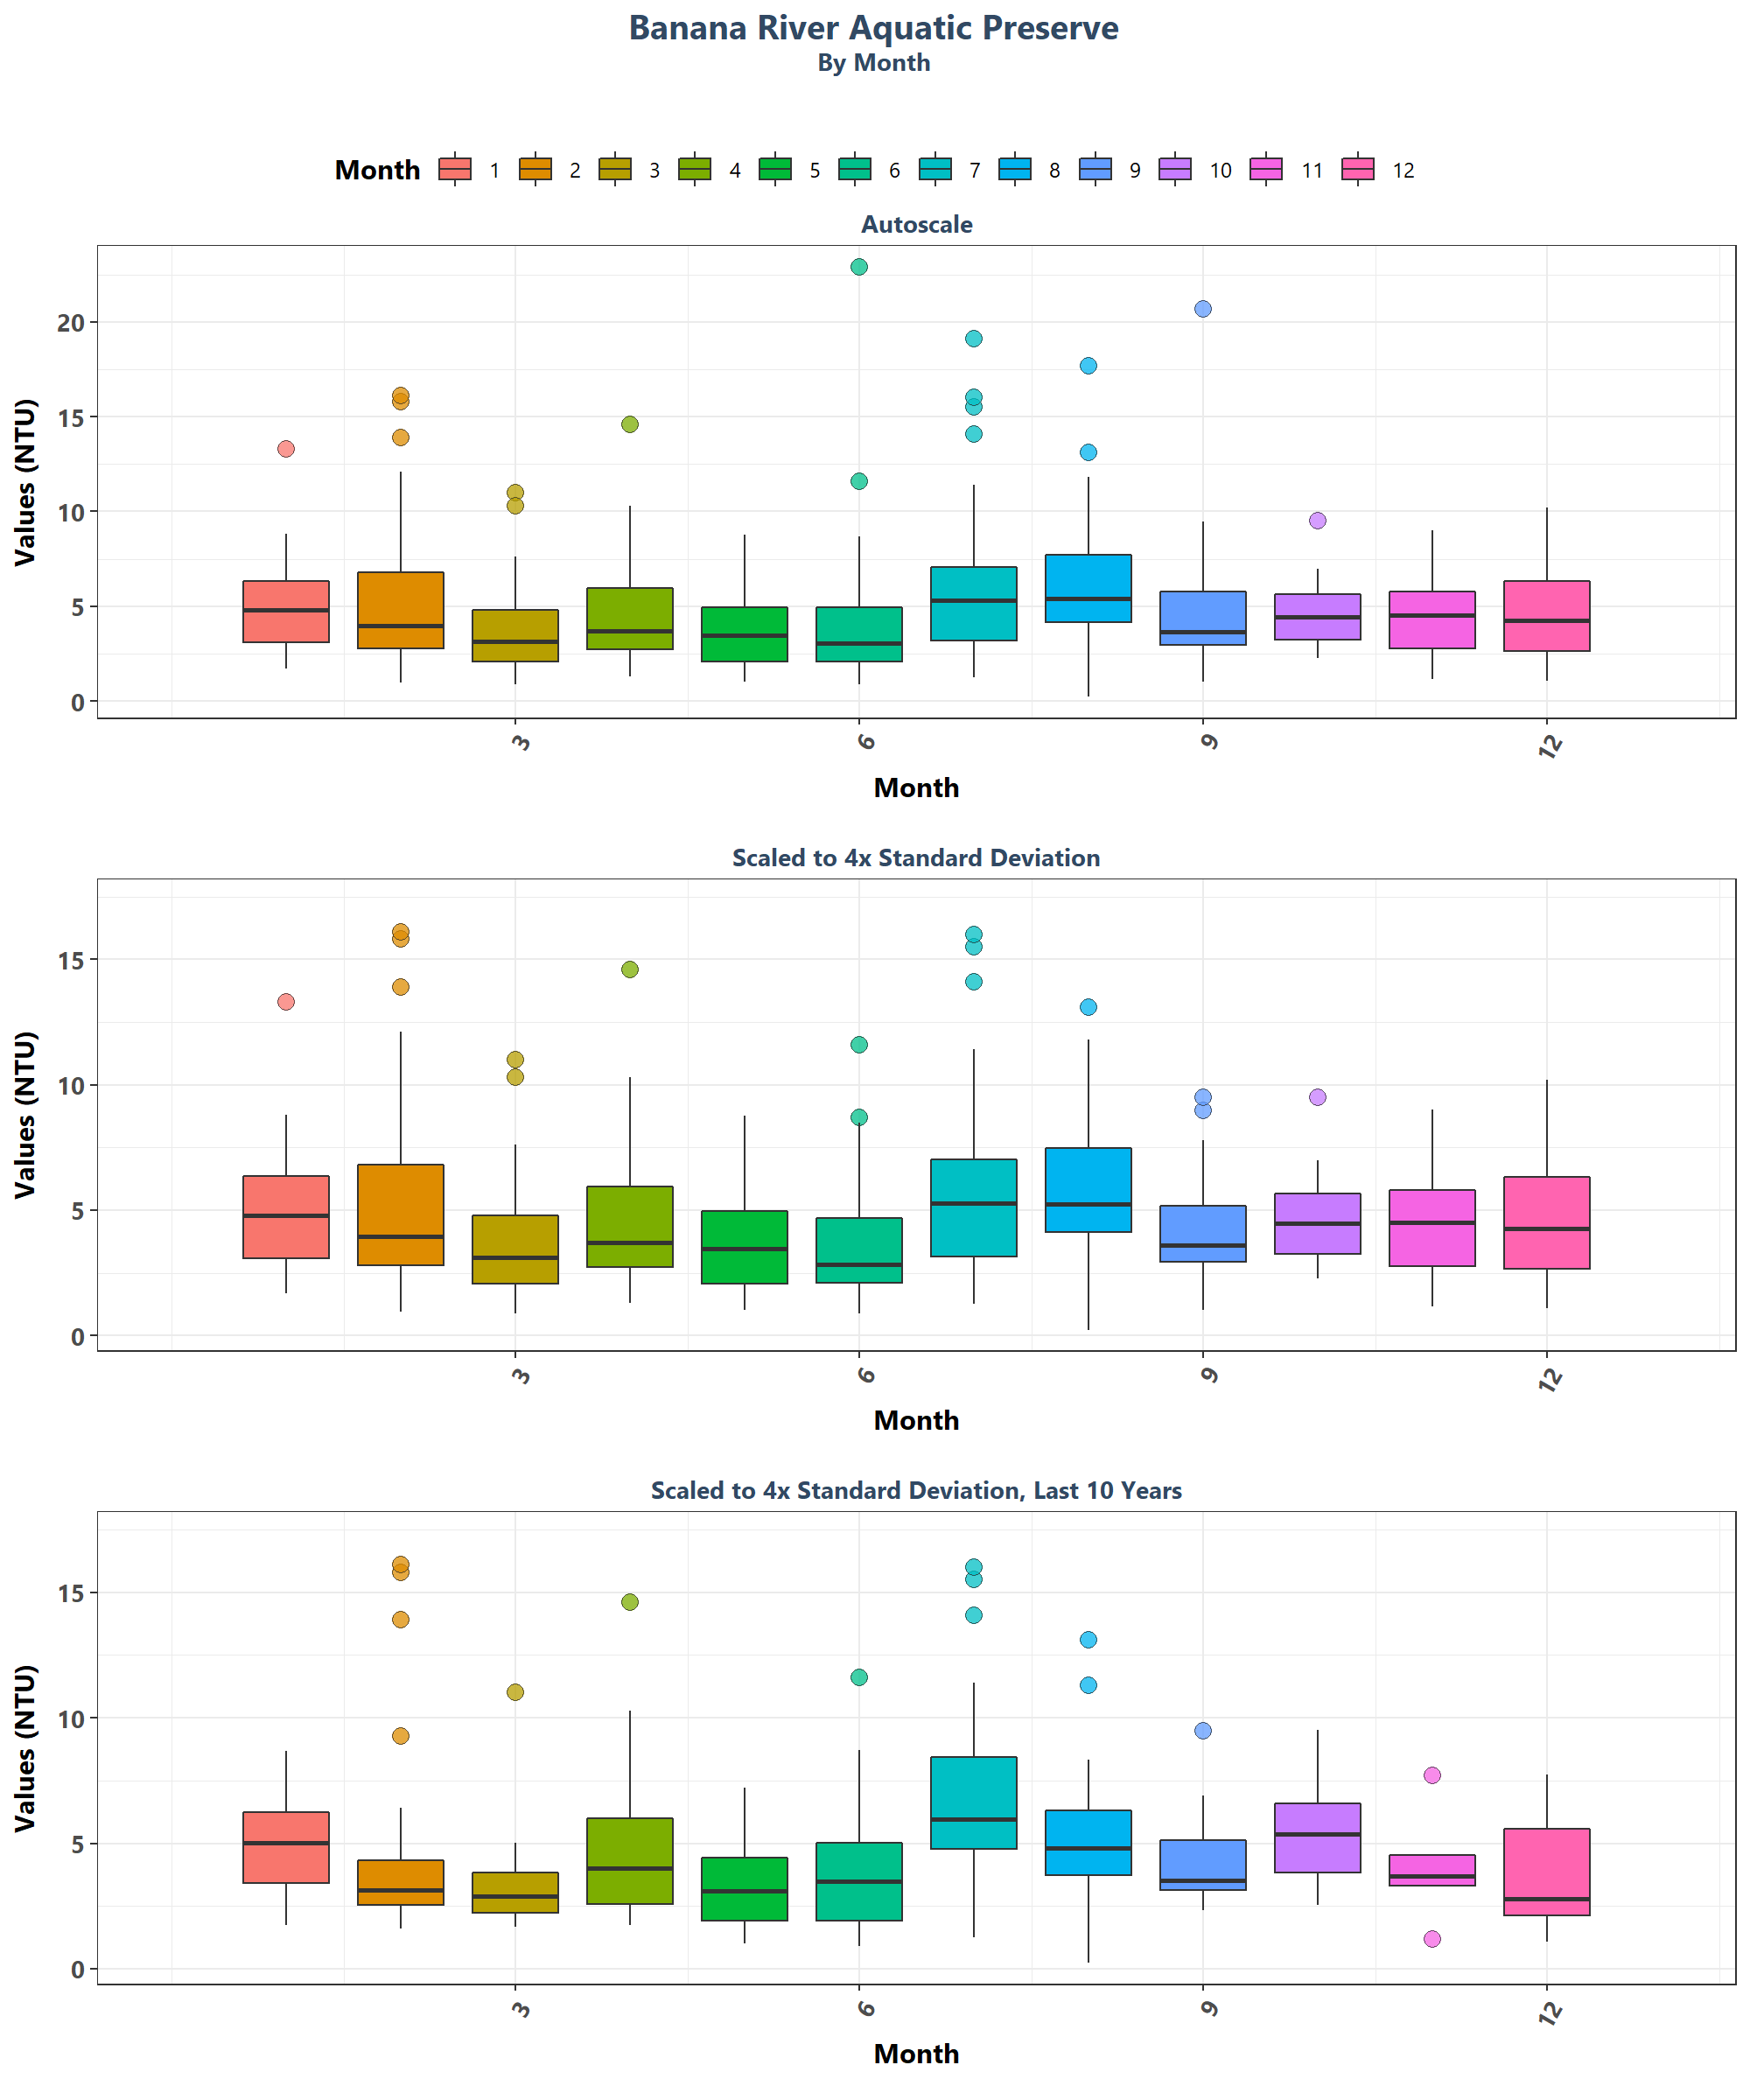 Banana River Aquatic Preserve
By Month
Month 1 2 3 4 5 6 7 8 9 10 11 12
Autoscale
Values (NTU)
20
15
10
5
0
3 6 9 12
Month
Scaled to 4x Standard Deviation
Values (NTU)
15
10
5
0
3 6 9 12
Month
Scaled to 4x Standard Deviation, Last 10 Years
Values (NTU)
15
10
5
0
3 6 9 12
Month